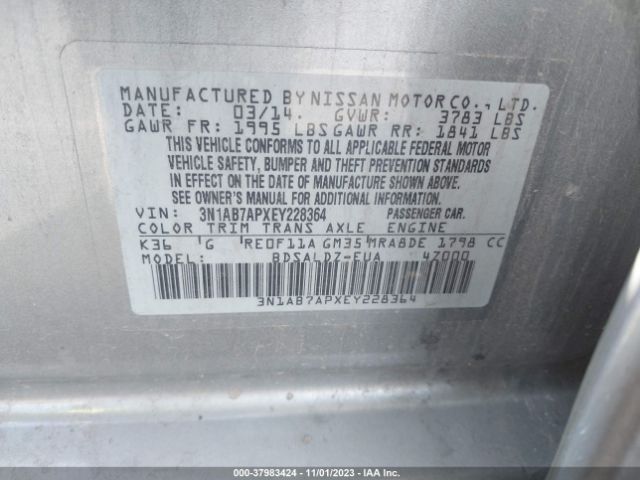 MANUFACTURED BY NISSAN MOTOR CO., LTD.
DATE: 03/14. GVWR: 3783 LBS
GAWR FR: 1995 LBS GAWR RR: 1841 LBS
THIS VEHICLE CONFORMS TO ALL APPLICABLE FEDERAL MOTOR
VEHICLE SAFETY, BUMPER AND THEFT PREVENTION STANDARDS
IN EFFECT ON THE DATE OF MANUFACTURE SHOWN ABOVE.
SEE OWNER'S MANUAL FOR ADDITIONAL INFORMATION.
VIN: 3N1AB7APXEY228364 PASSENGER CAR.
COLOR TRIM TRANS AXLE ENGINE
K36 'G 'RE0F11A GM35 'MRA8DE 1798 CC
MODEL: BDSALDZ-EUA 4Z000
3N1AB7APXEY228364
000-37983424 • 11/01/2023 • IAA Inc.